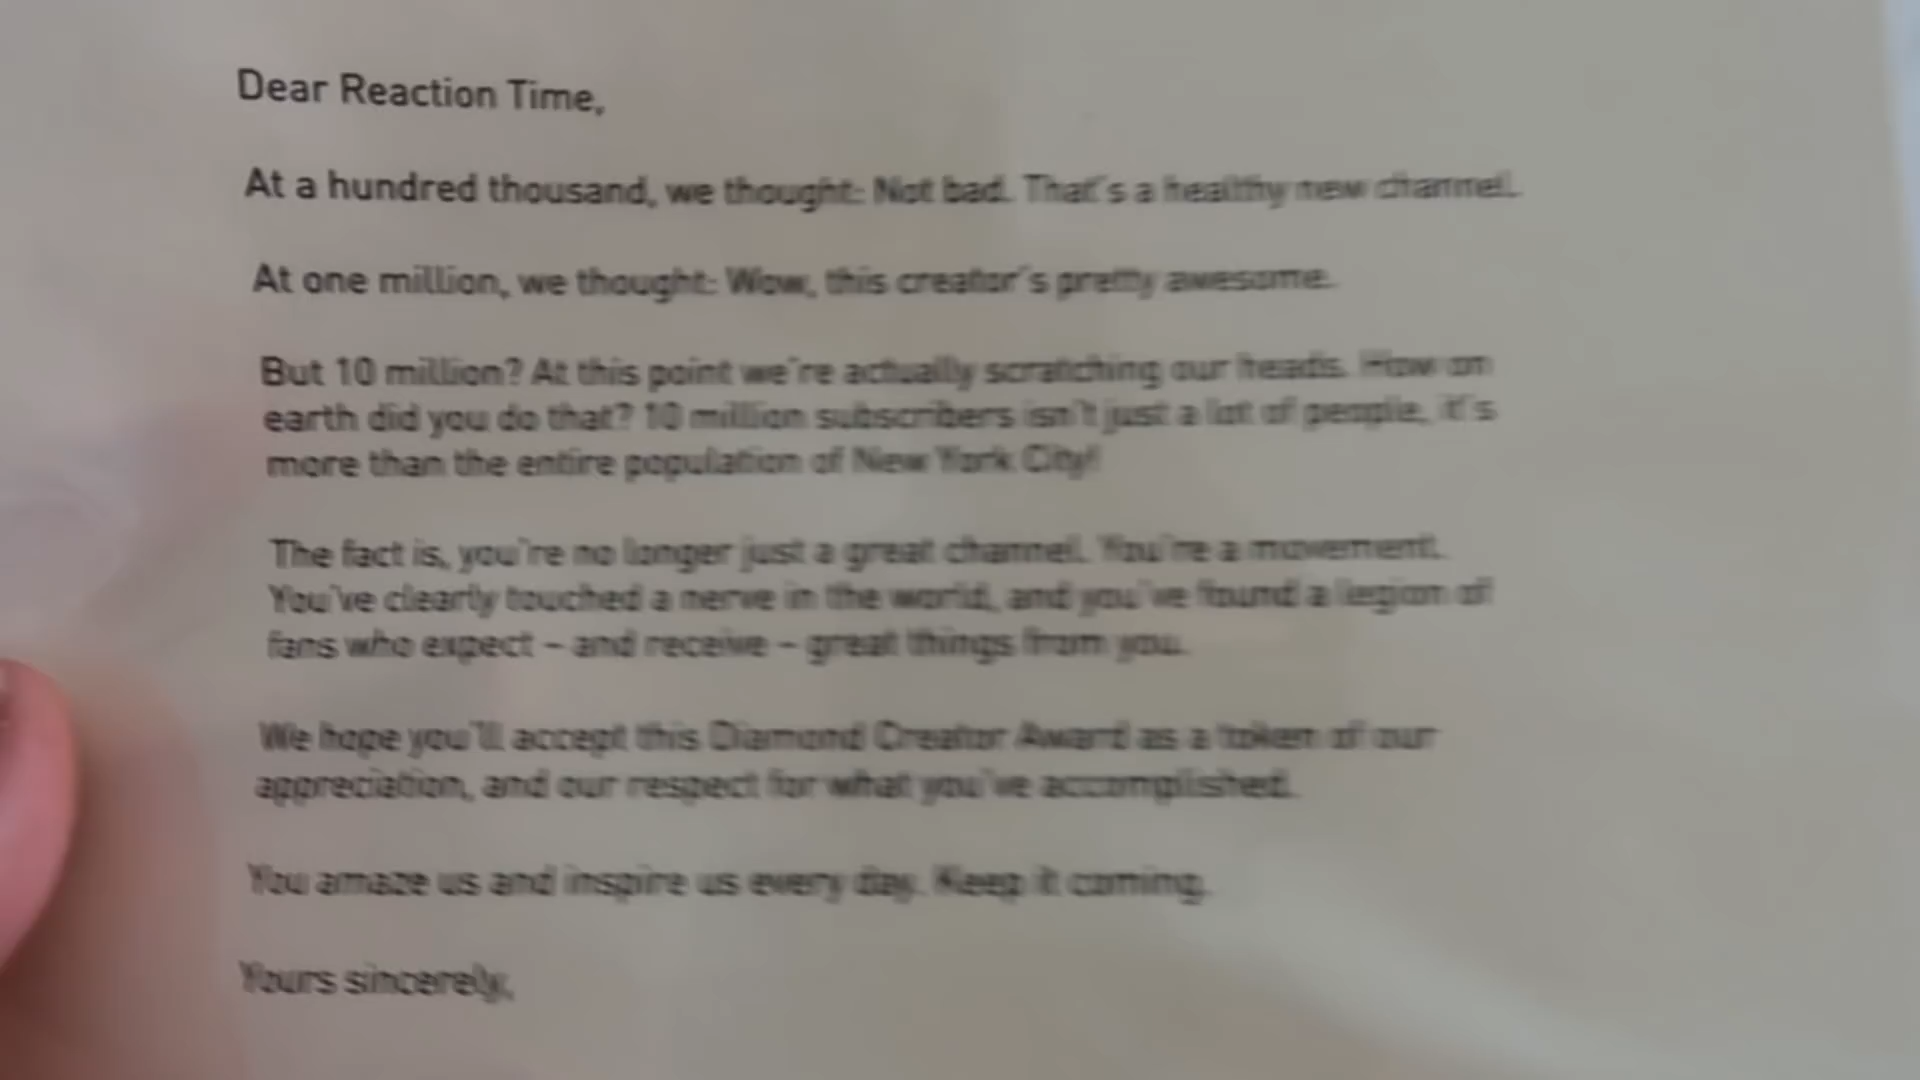 Dear Reaction Time,
At a hundred thousand, we thought: Not bad. That's a healthy new channel.
At one million, we thought: Wow, this creator's pretty awesome.
But 10 million? At this point we're actually scratching our heads. How on
earth did you do that? 10 million subscribers isn't just a lot of people, it's
more than the entire population of New York City!
The fact is, you're no longer just a great channel. You're a movement.
You've clearly touched a nerve in the world, and you've found a legion of
fans who expect – and receive – great things from you.
We hope you'll accept this Diamond Creator Award as a token of our
appreciation, and our respect for what you've accomplished.
You amaze us and inspire us every day. Keep it coming.
Yours sincerely,